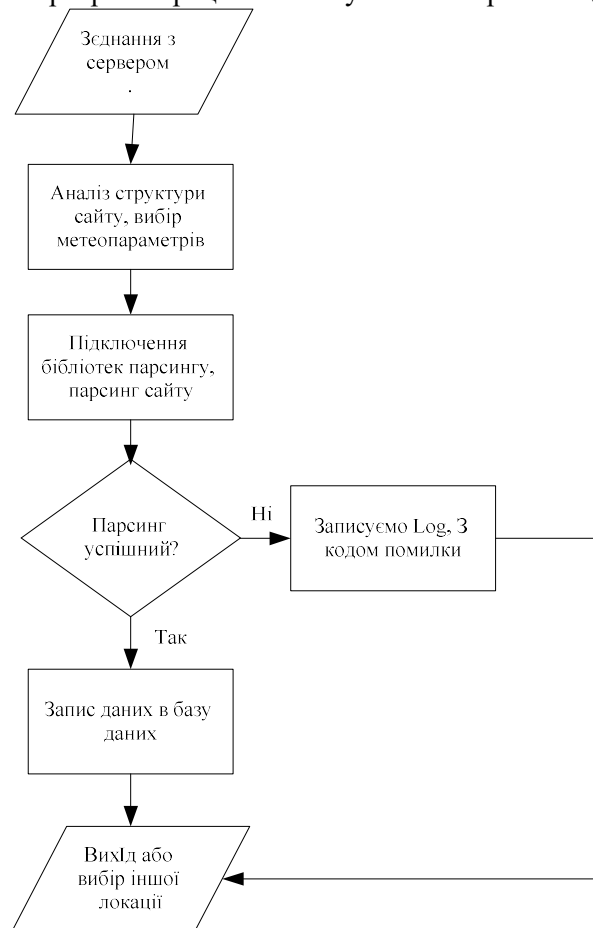 Зєднання з
сервером
.
Аналіз структури
сайту, вибір
метеопараметрів
Підключення
бібліотек парсингу,
парсинг сайту
Парсинг
успішний?
Ні
Записуємо Log, З
кодом помилки
Так
Запис даних в базу
даних
ВихІд або
вибір іншої
локації